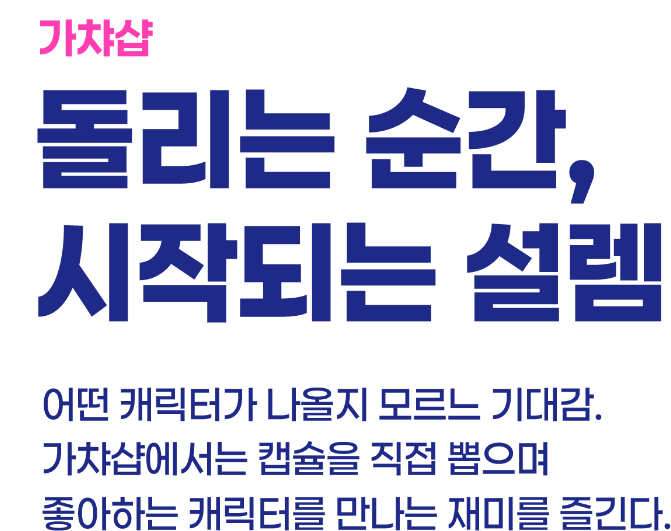 가챠샵
돌리는 순간,
시작되는 설렘
어떤 캐릭터가 나올지 모르느 기대감.
가챠샵에서는 캡슐을 직접 뽑으며
좋아하는 캐릭터를 만나는 재미를 즐긴다.